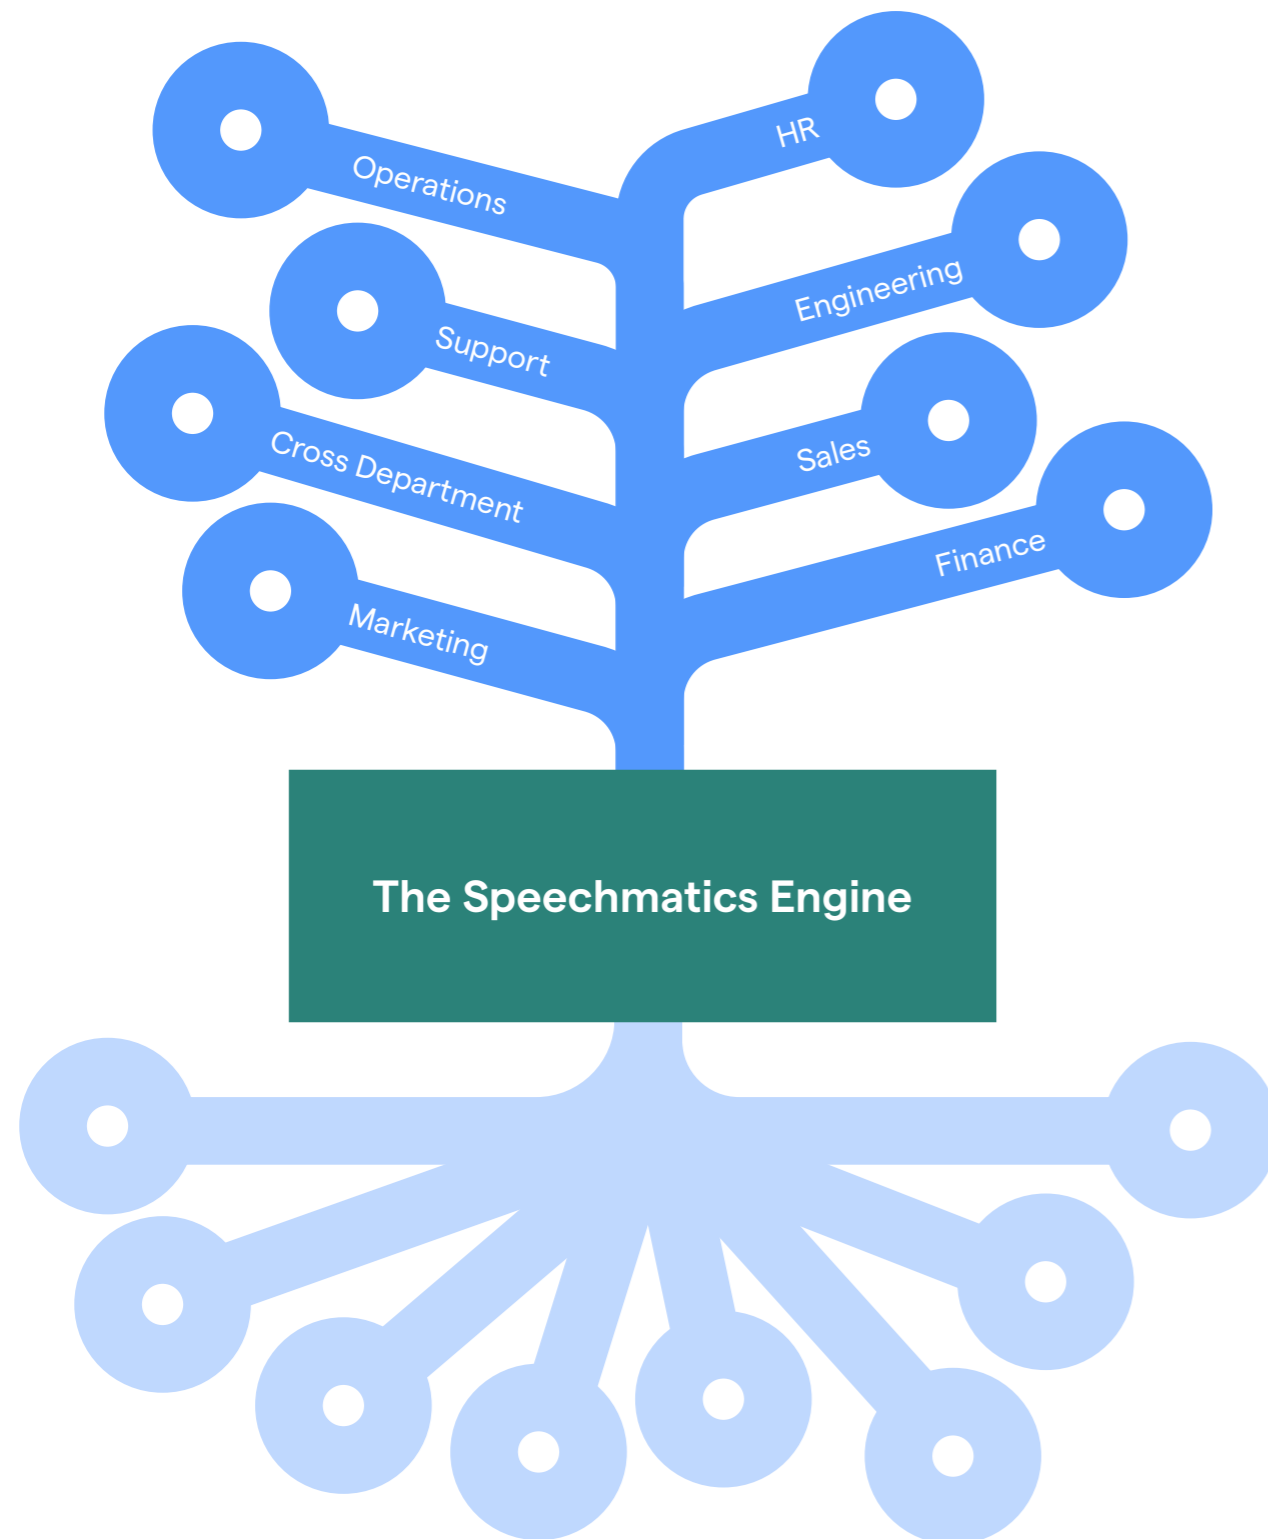 HR
Operations
Engineering
Support
Sales
Cross Department
Finance
Marketing
The Speechmatics Engine